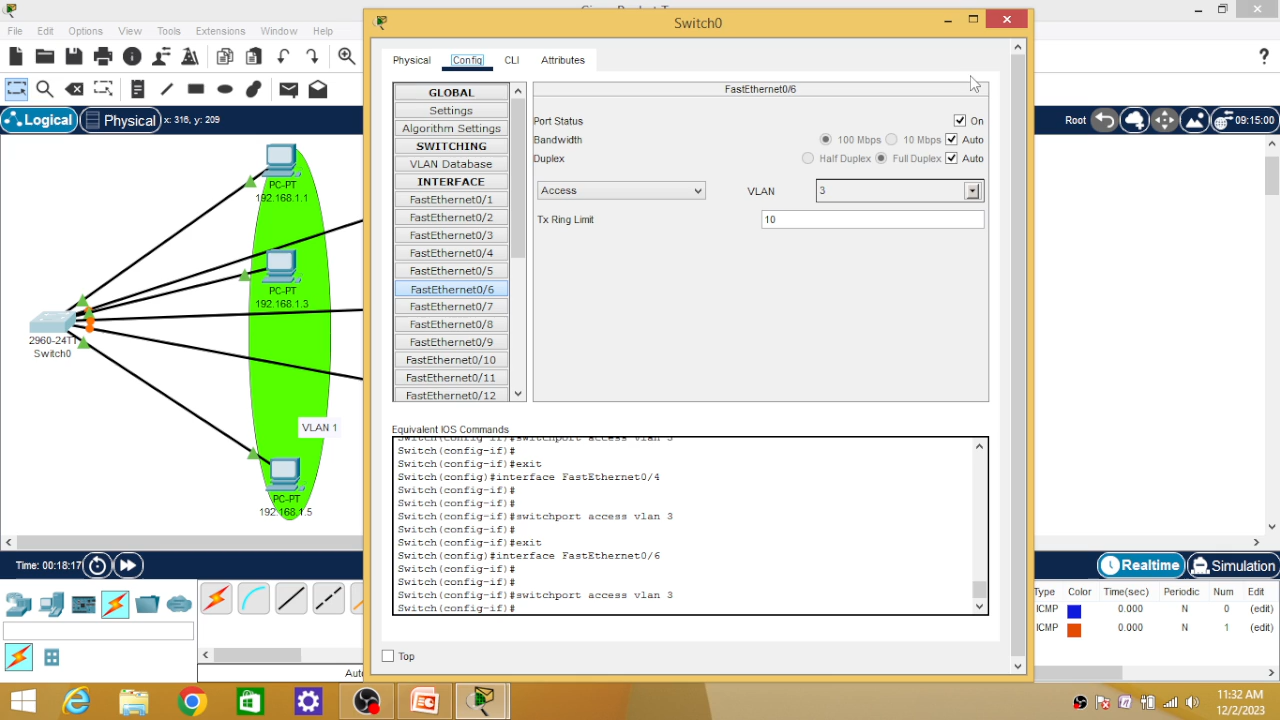 Switch0
File Edit Options View Tools Extensions Window Help
?
Logical Physical x: 316, y: 209
Root 09:15:00
Physical Config CLI Attributes
GLOBAL
Settings
Algorithm Settings
SWITCHING
VLAN Database
INTERFACE
FastEthernet0/1
FastEthernet0/2
FastEthernet0/3
FastEthernet0/4
FastEthernet0/5
FastEthernet0/6
FastEthernet0/7
FastEthernet0/8
FastEthernet0/9
FastEthernet0/10
FastEthernet0/11
FastEthernet0/12
FastEthernet0/6
Port Status On
Bandwidth 100 Mbps 10 Mbps Auto
Duplex Half Duplex Full Duplex Auto
Access VLAN 3
Tx Ring Limit 10
Equivalent IOS Commands
Switch(config-if)#switchport access vlan 3
Switch(config-if)#
Switch(config-if)#exit
Switch(config)#interface FastEthernet0/4
Switch(config-if)#
Switch(config-if)#
Switch(config-if)#switchport access vlan 3
Switch(config-if)#
Switch(config-if)#exit
Switch(config)#interface FastEthernet0/6
Switch(config-if)#
Switch(config-if)#
Switch(config-if)#switchport access vlan 3
Switch(config-if)#
Top
PC-PT
192.168.1.1
PC-PT
192.168.1.3
2960-24TT
Switch0
VLAN 1
PC-PT
192.168.1.5
Time: 00:18:17
Realtime Simulation
Type Color Time(sec) Periodic Num Edit
ICMP 0.000 N 0 (edit)
ICMP 0.000 N 1 (edit)
11:32 AM
12/2/2023